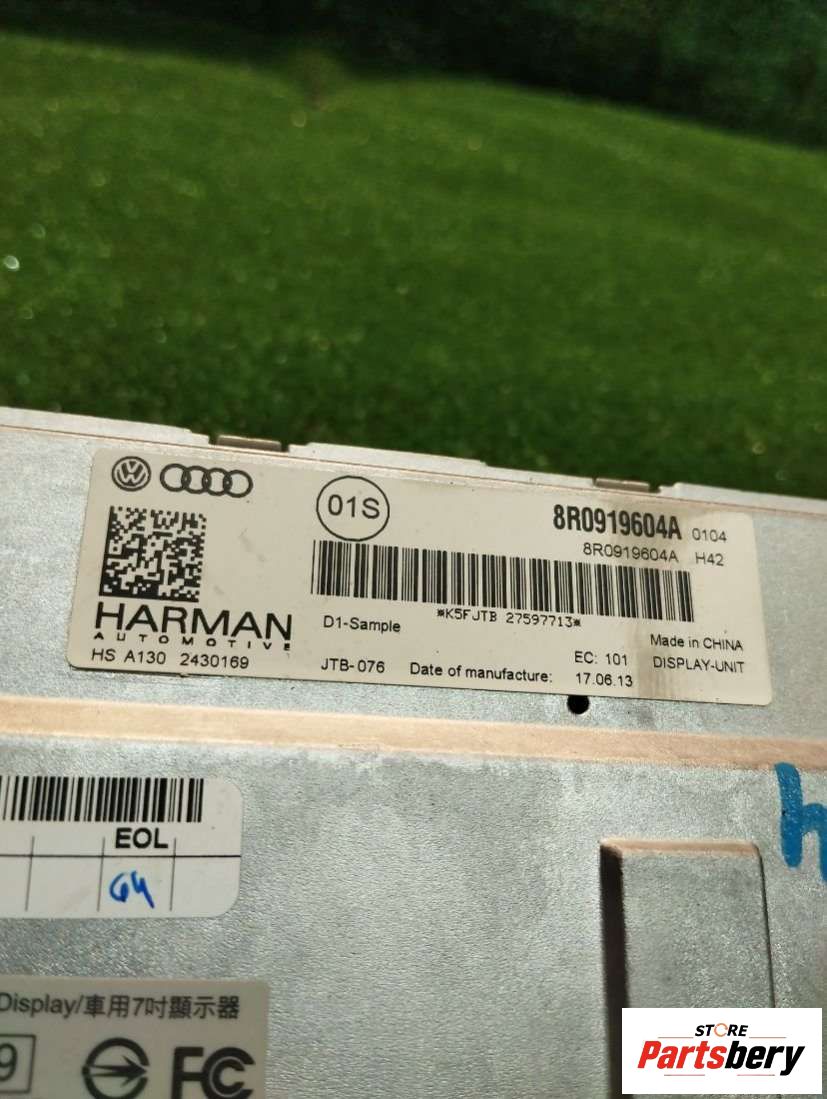 01S
8R0919604A 0104
8R0919604A H42
*K5FJTB 27597713*
HARMAN
AUTOMOTIVE
HS A130 2430169
D1-Sample
JTB-076
Date of manufacture:
EC: 101
17.06.13
Made in CHINA
DISPLAY-UNIT
EOL
Display/車用7吋顯示器
9
FC
STORE
Partsbery